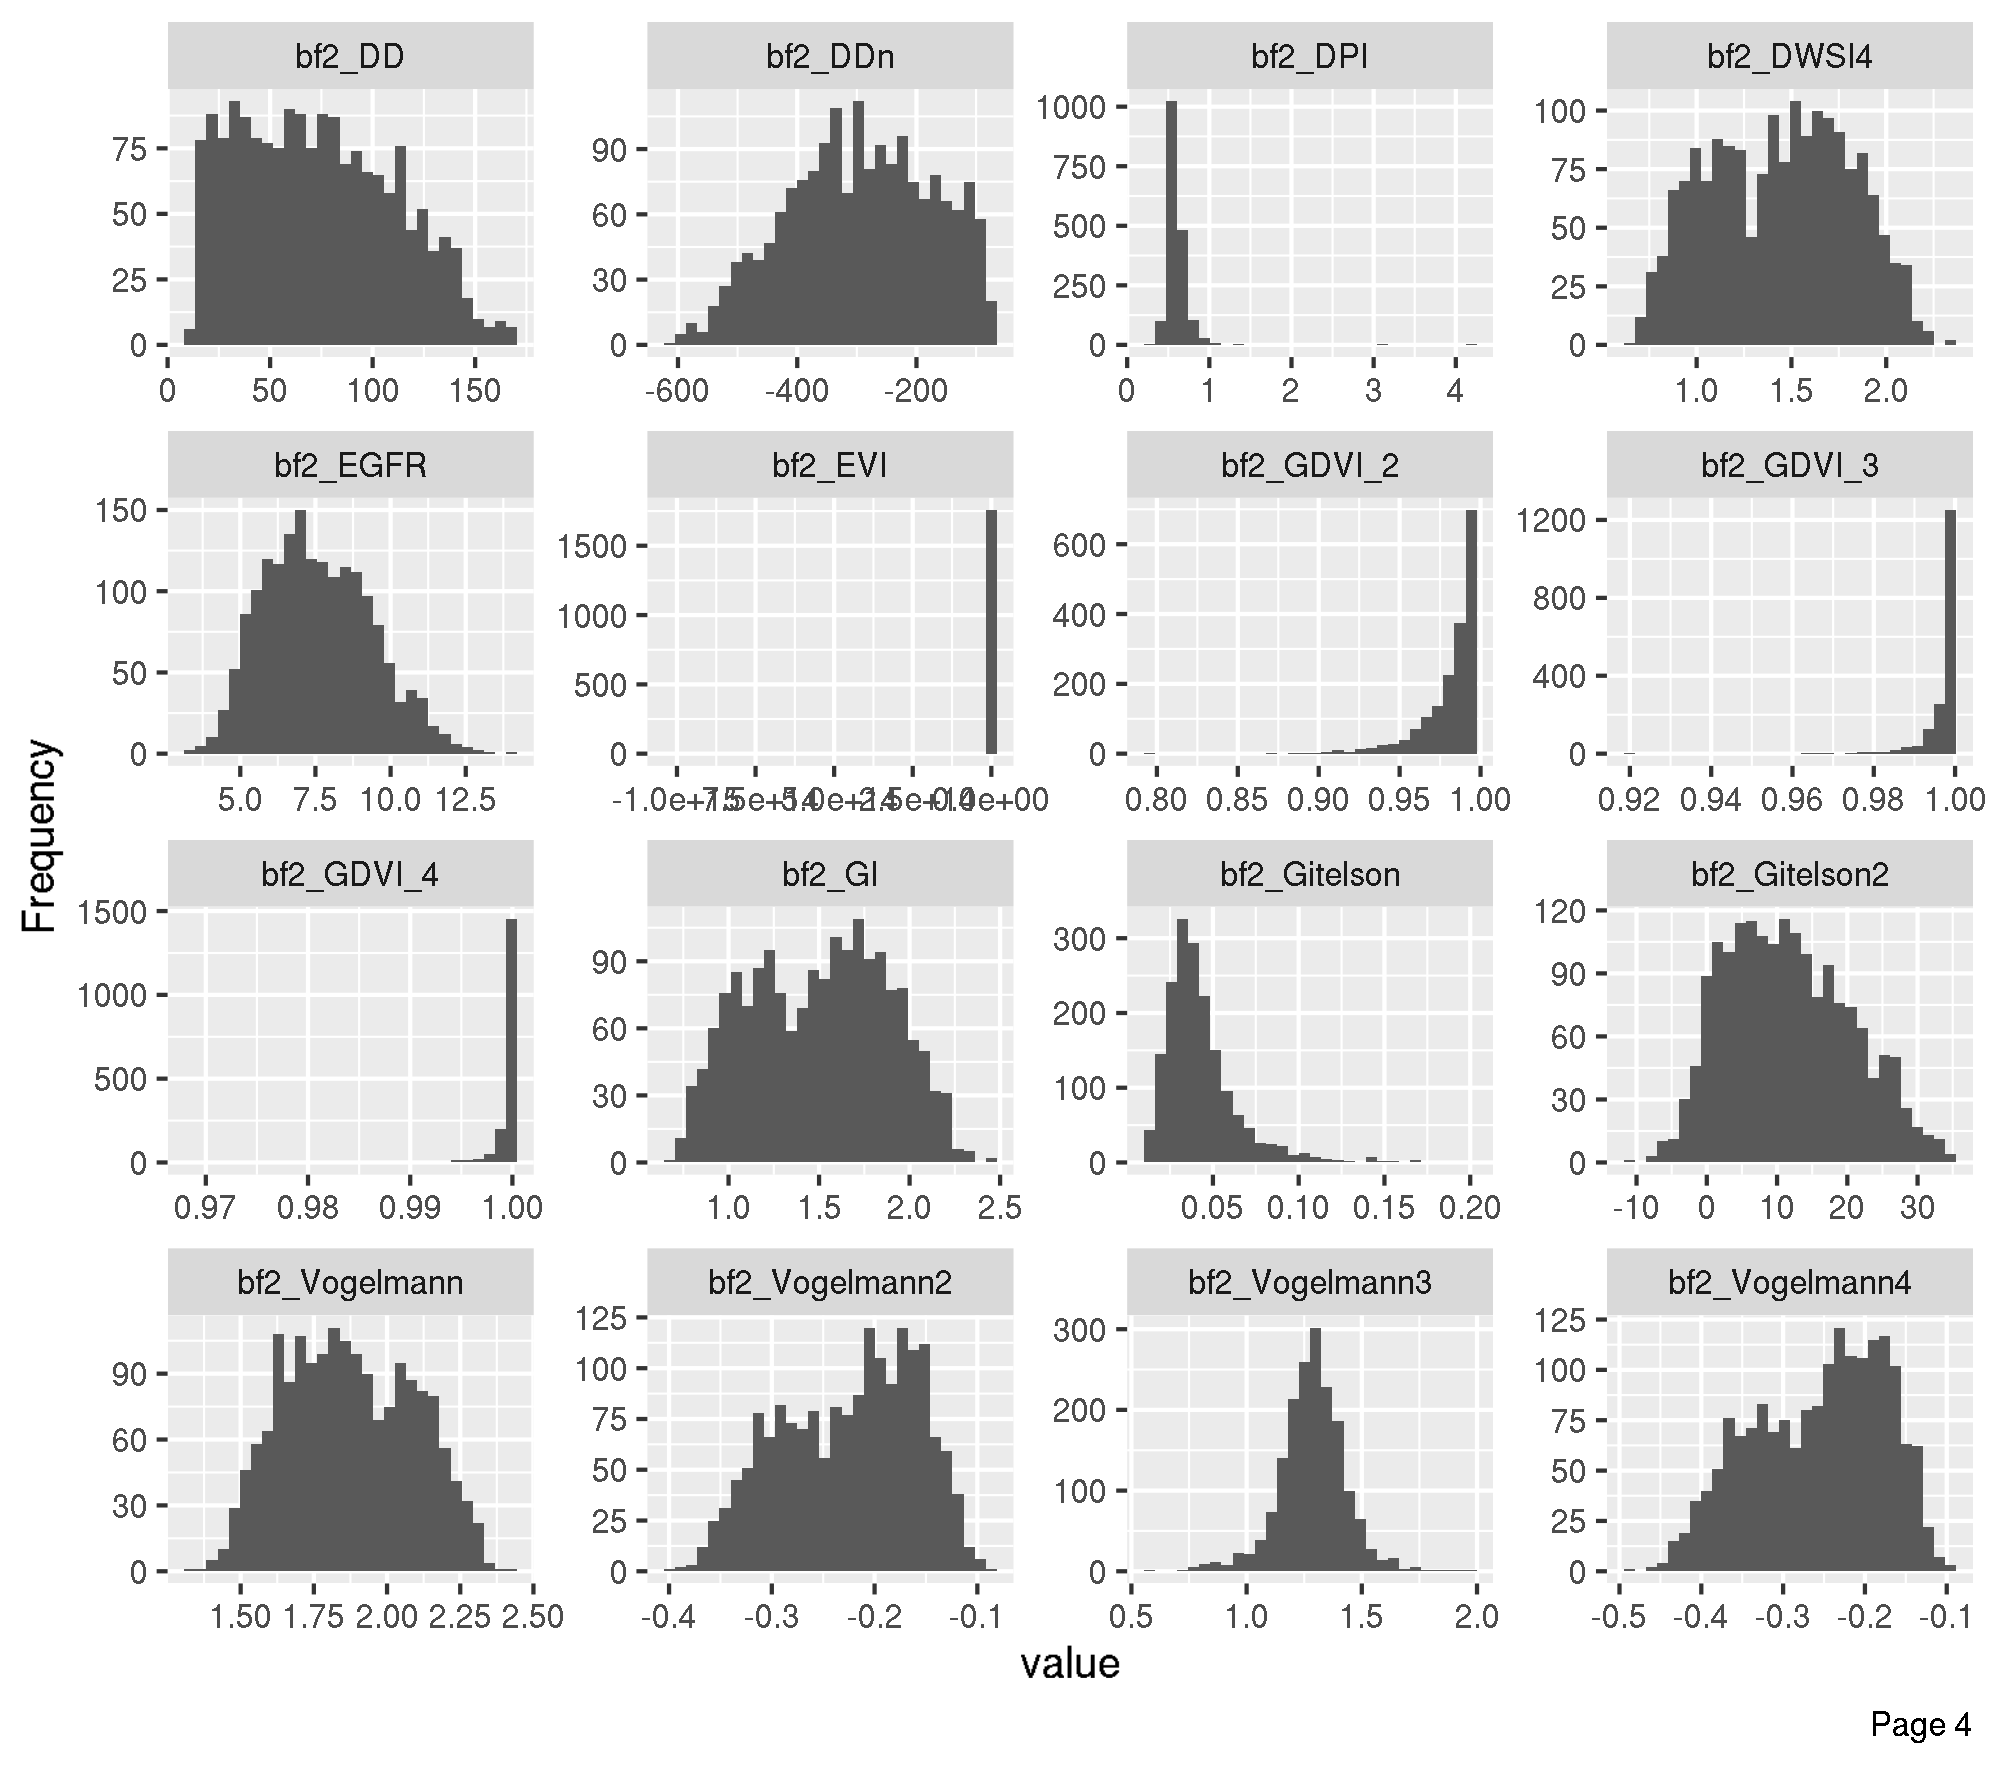 bf2_DD bf2_DDn bf2_DPI bf2_DWSI4
75 50 25 0
90 60 30 0
1000 750 500 250 0
100 75 50 25 0
0 50 100 150
-600 -400 -200
0 1 2 3 4
1.0 1.5 2.0
bf2_EGFR bf2_EVI bf2_GDVI_2 bf2_GDVI_3
150 100 50 0
1500 1000 500 0
600 400 200 0
1200 800 400 0
5.0 7.5 10.0 12.5
0.80 0.85 0.90 0.95 1.00
0.92 0.94 0.96 0.98 1.00
bf2_GDVI_4 bf2_GI bf2_Gitelson bf2_Gitelson2
1500 1000 500 0
90 60 30 0
300 200 100 0
120 90 60 30 0
0.97 0.98 0.99 1.00
1.0 1.5 2.0 2.5
0.05 0.10 0.15 0.20
-10 0 10 20 30
bf2_Vogelmann bf2_Vogelmann2 bf2_Vogelmann3 bf2_Vogelmann4
90 60 30 0
125 100 75 50 25 0
300 200 100 0
125 100 75 50 25 0
1.50 1.75 2.00 2.25 2.50
-0.4 -0.3 -0.2 -0.1
0.5 1.0 1.5 2.0
-0.5 -0.4 -0.3 -0.2 -0.1
Frequency
value
Page 4